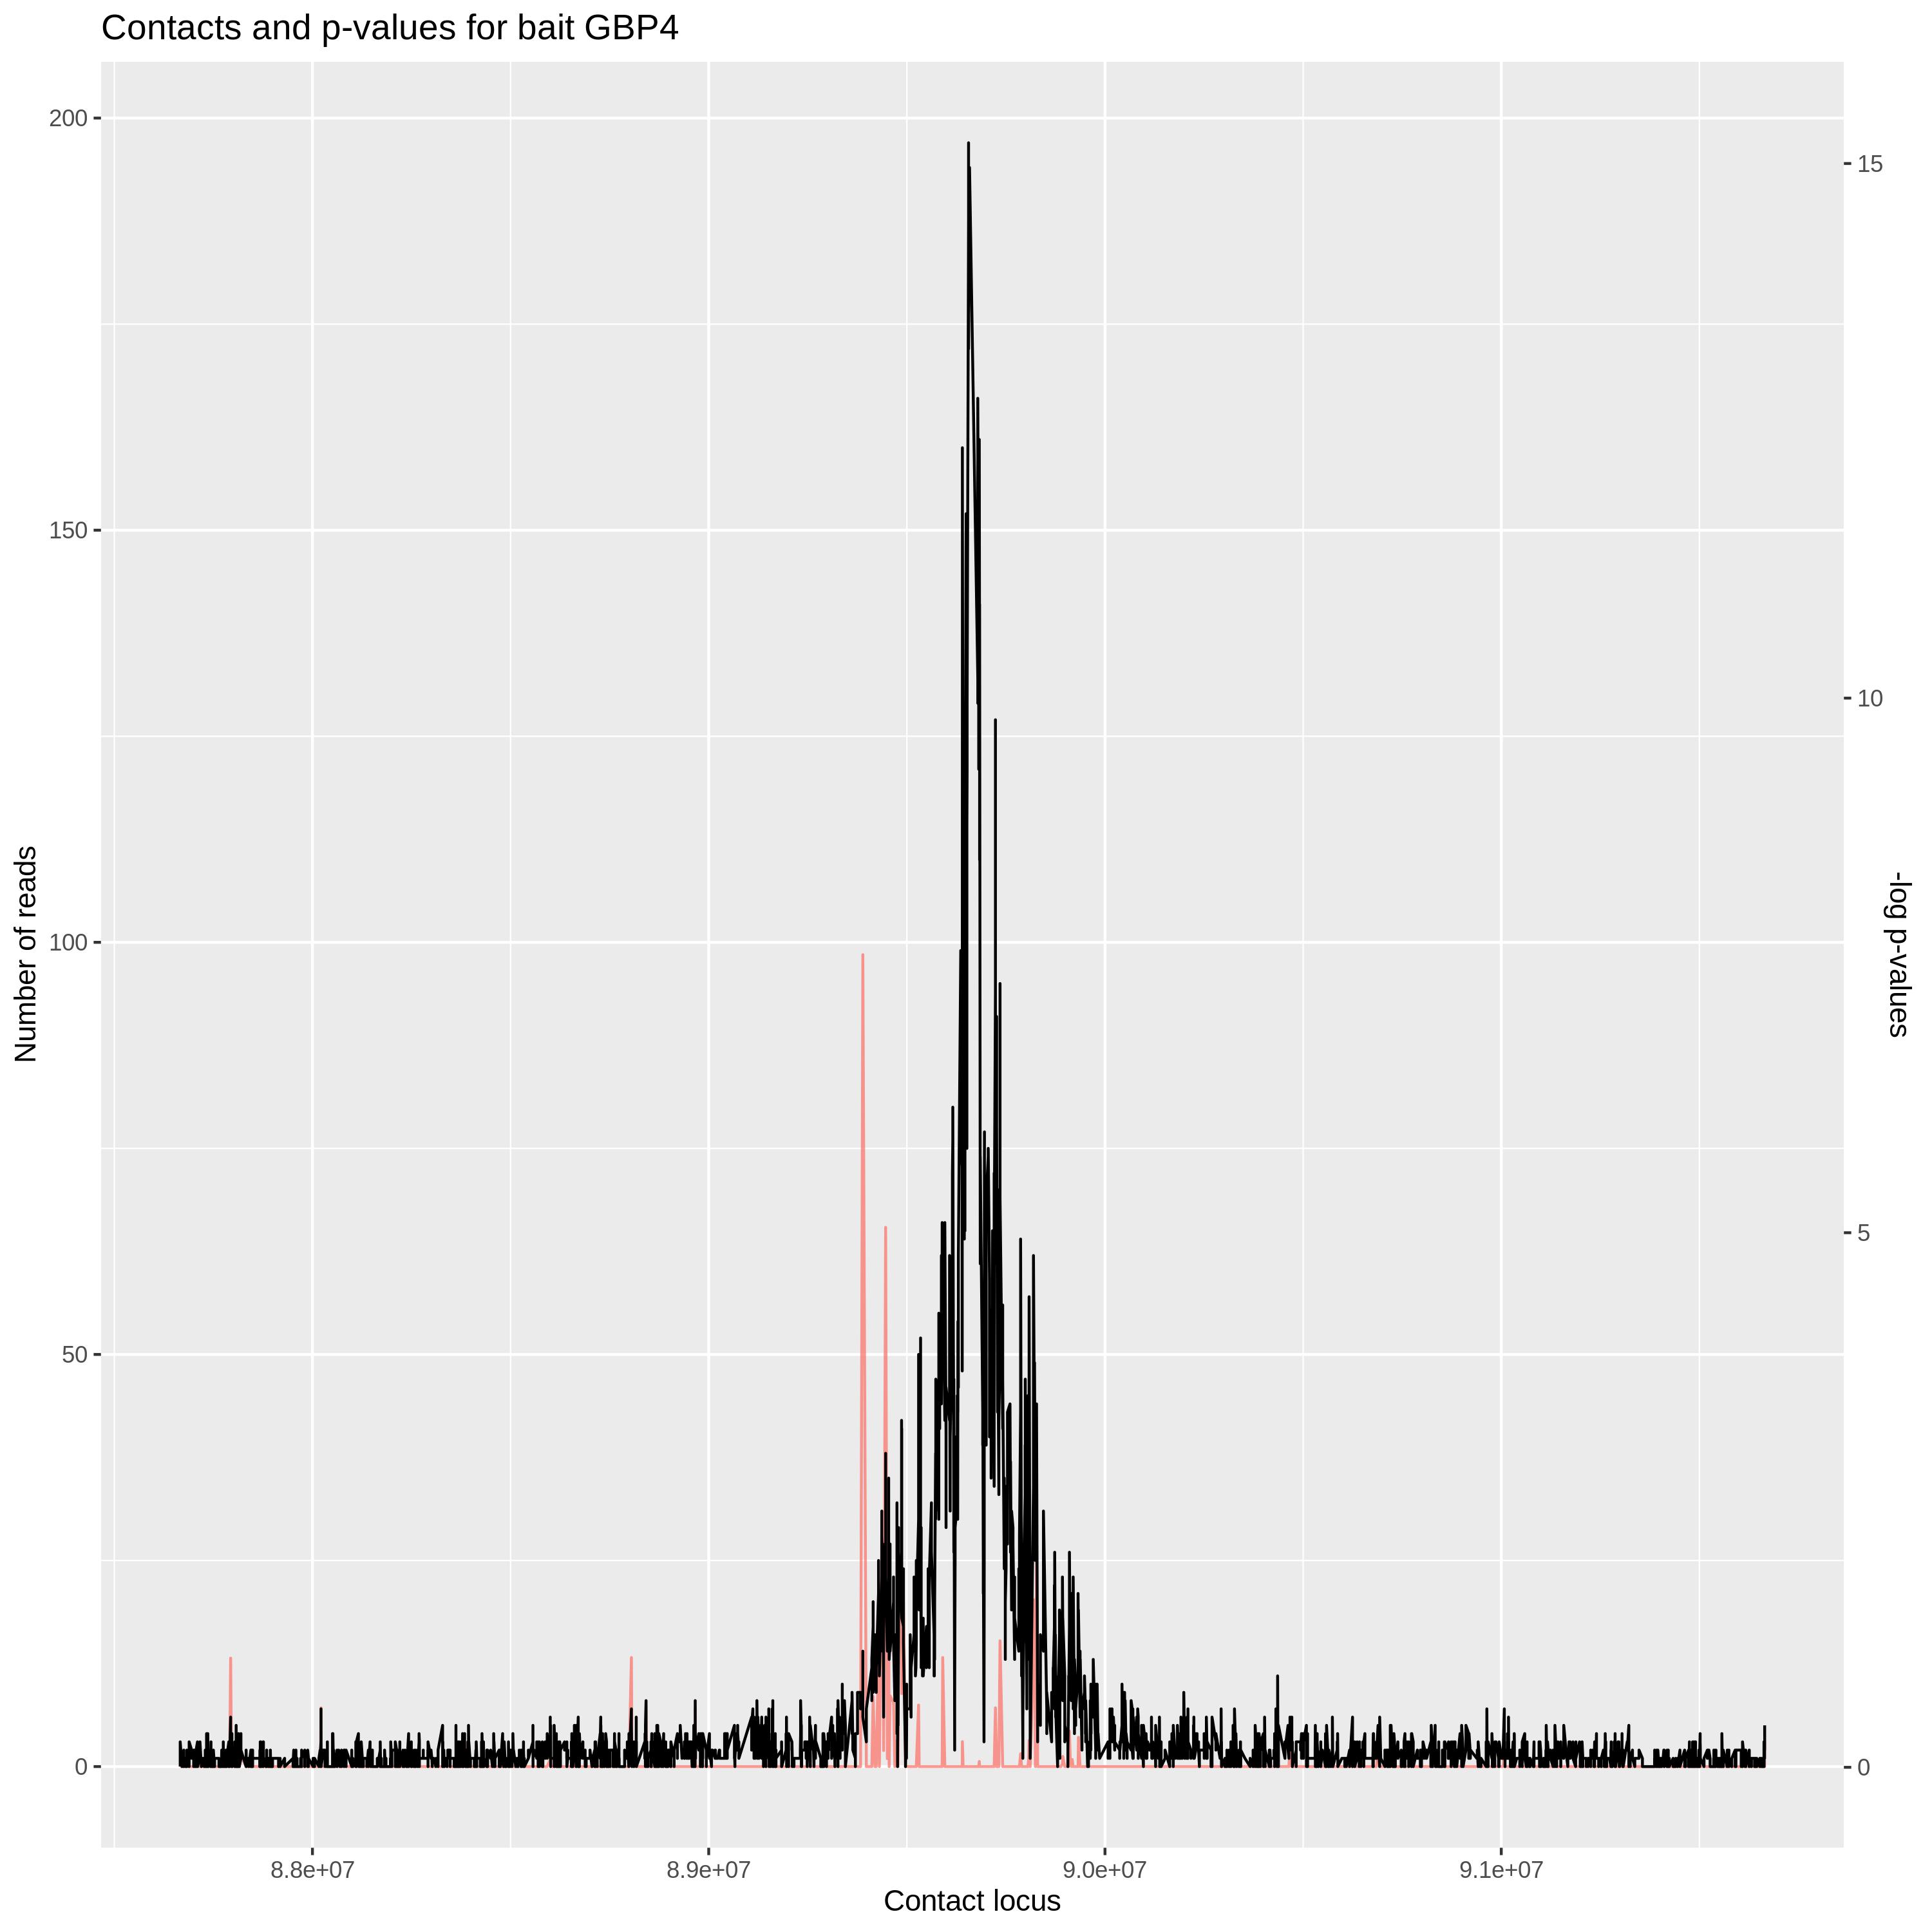 Contacts and p-values for bait GBP4
200
150
100
50
0
Number of reads
15
10
5
0
-log p-values
8.8e+07 8.9e+07 9.0e+07 9.1e+07
Contact locus